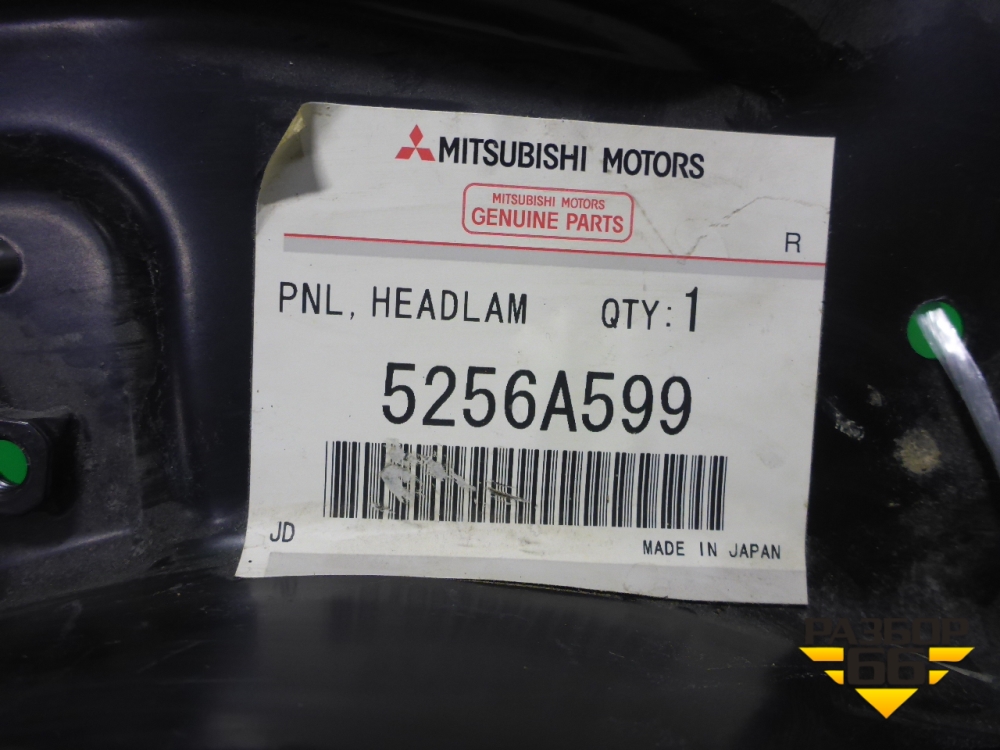 MITSUBISHI MOTORS
MITSUBISHI MOTORS
GENUINE PARTS
R
PNL, HEADLAM QTY:1
5256A599
JD
MADE IN JAPAN
РАЗБОР
66